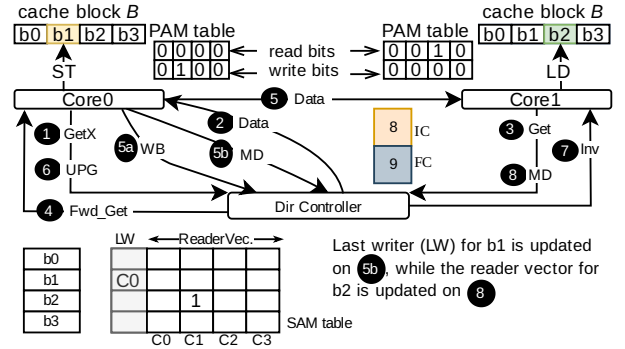 cache block B
PAM table
PAM table
cache block B
b0 b1 b2 b3
0 0 0 0
read bits
0 0 1 0
b0 b1 b2 b3
0 1 0 0
write bits
0 0 0 0
ST
LD
Core0
5 Data
Core1
1 GetX
5a WB
2 Data
5b MD
8 IC
9 FC
3 Get
7 Inv
6 UPG
8 MD
4 Fwd_Get
Dir Controller
LW
ReaderVec.
b0
b1
b2
b3
C0
1
SAM table
C0 C1 C2 C3
Last writer (LW) for b1 is updated
on 5b, while the reader vector for
b2 is updated on 8